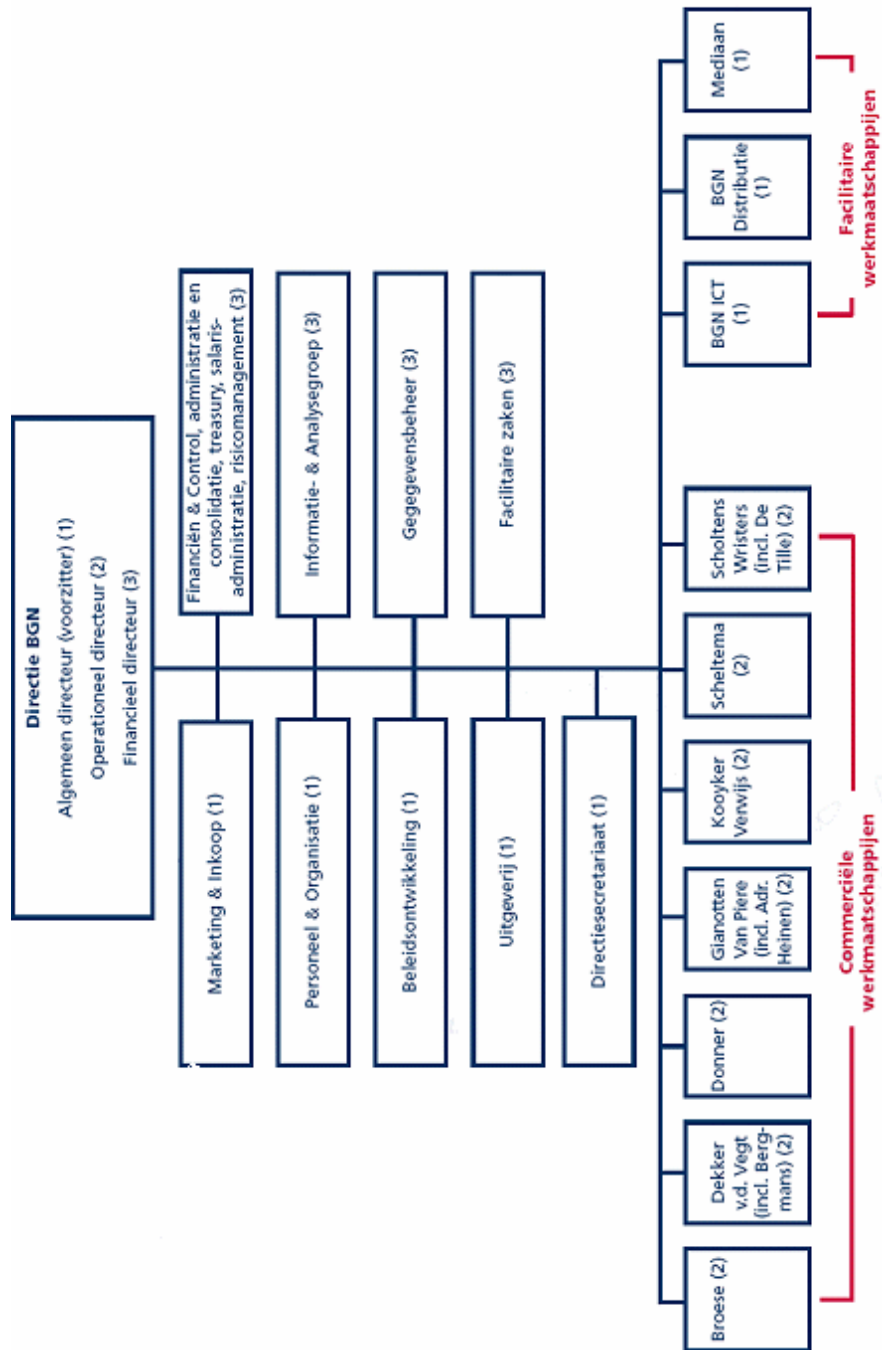 Directie BGN
Algemeen directeur (voorzitter) (1)
Operationeel directeur (2)
Financieel directeur (3)
Marketing & Inkoop (1)
Financiën & Control, administratie en
consolidatie, treasury, salaris-
administratie, risicomanagement (3)
Personeel & Organisatie (1)
Informatie- & Analysegroep (3)
Beleidsontwikkeling (1)
Gegegevensbeheer (3)
Uitgeverij (1)
Facilitaire zaken (3)
Directiesecretariaat (1)
Broese (2)
Dekker
v.d. Vegt
(incl. Berg-
mans) (2)
Donner (2)
Gianotten
Van Piere
(incl. Adr.
Heinen) (2)
Kooyker
Verwijs (2)
Scheltema
(2)
Scholtens
Wristers
(incl. De
Tille) (2)
BGN ICT
(1)
BGN
Distributie
(1)
Mediaan
(1)
Commerciële
werkmaatschappijen
Facilitaire
werkmaatschappijen